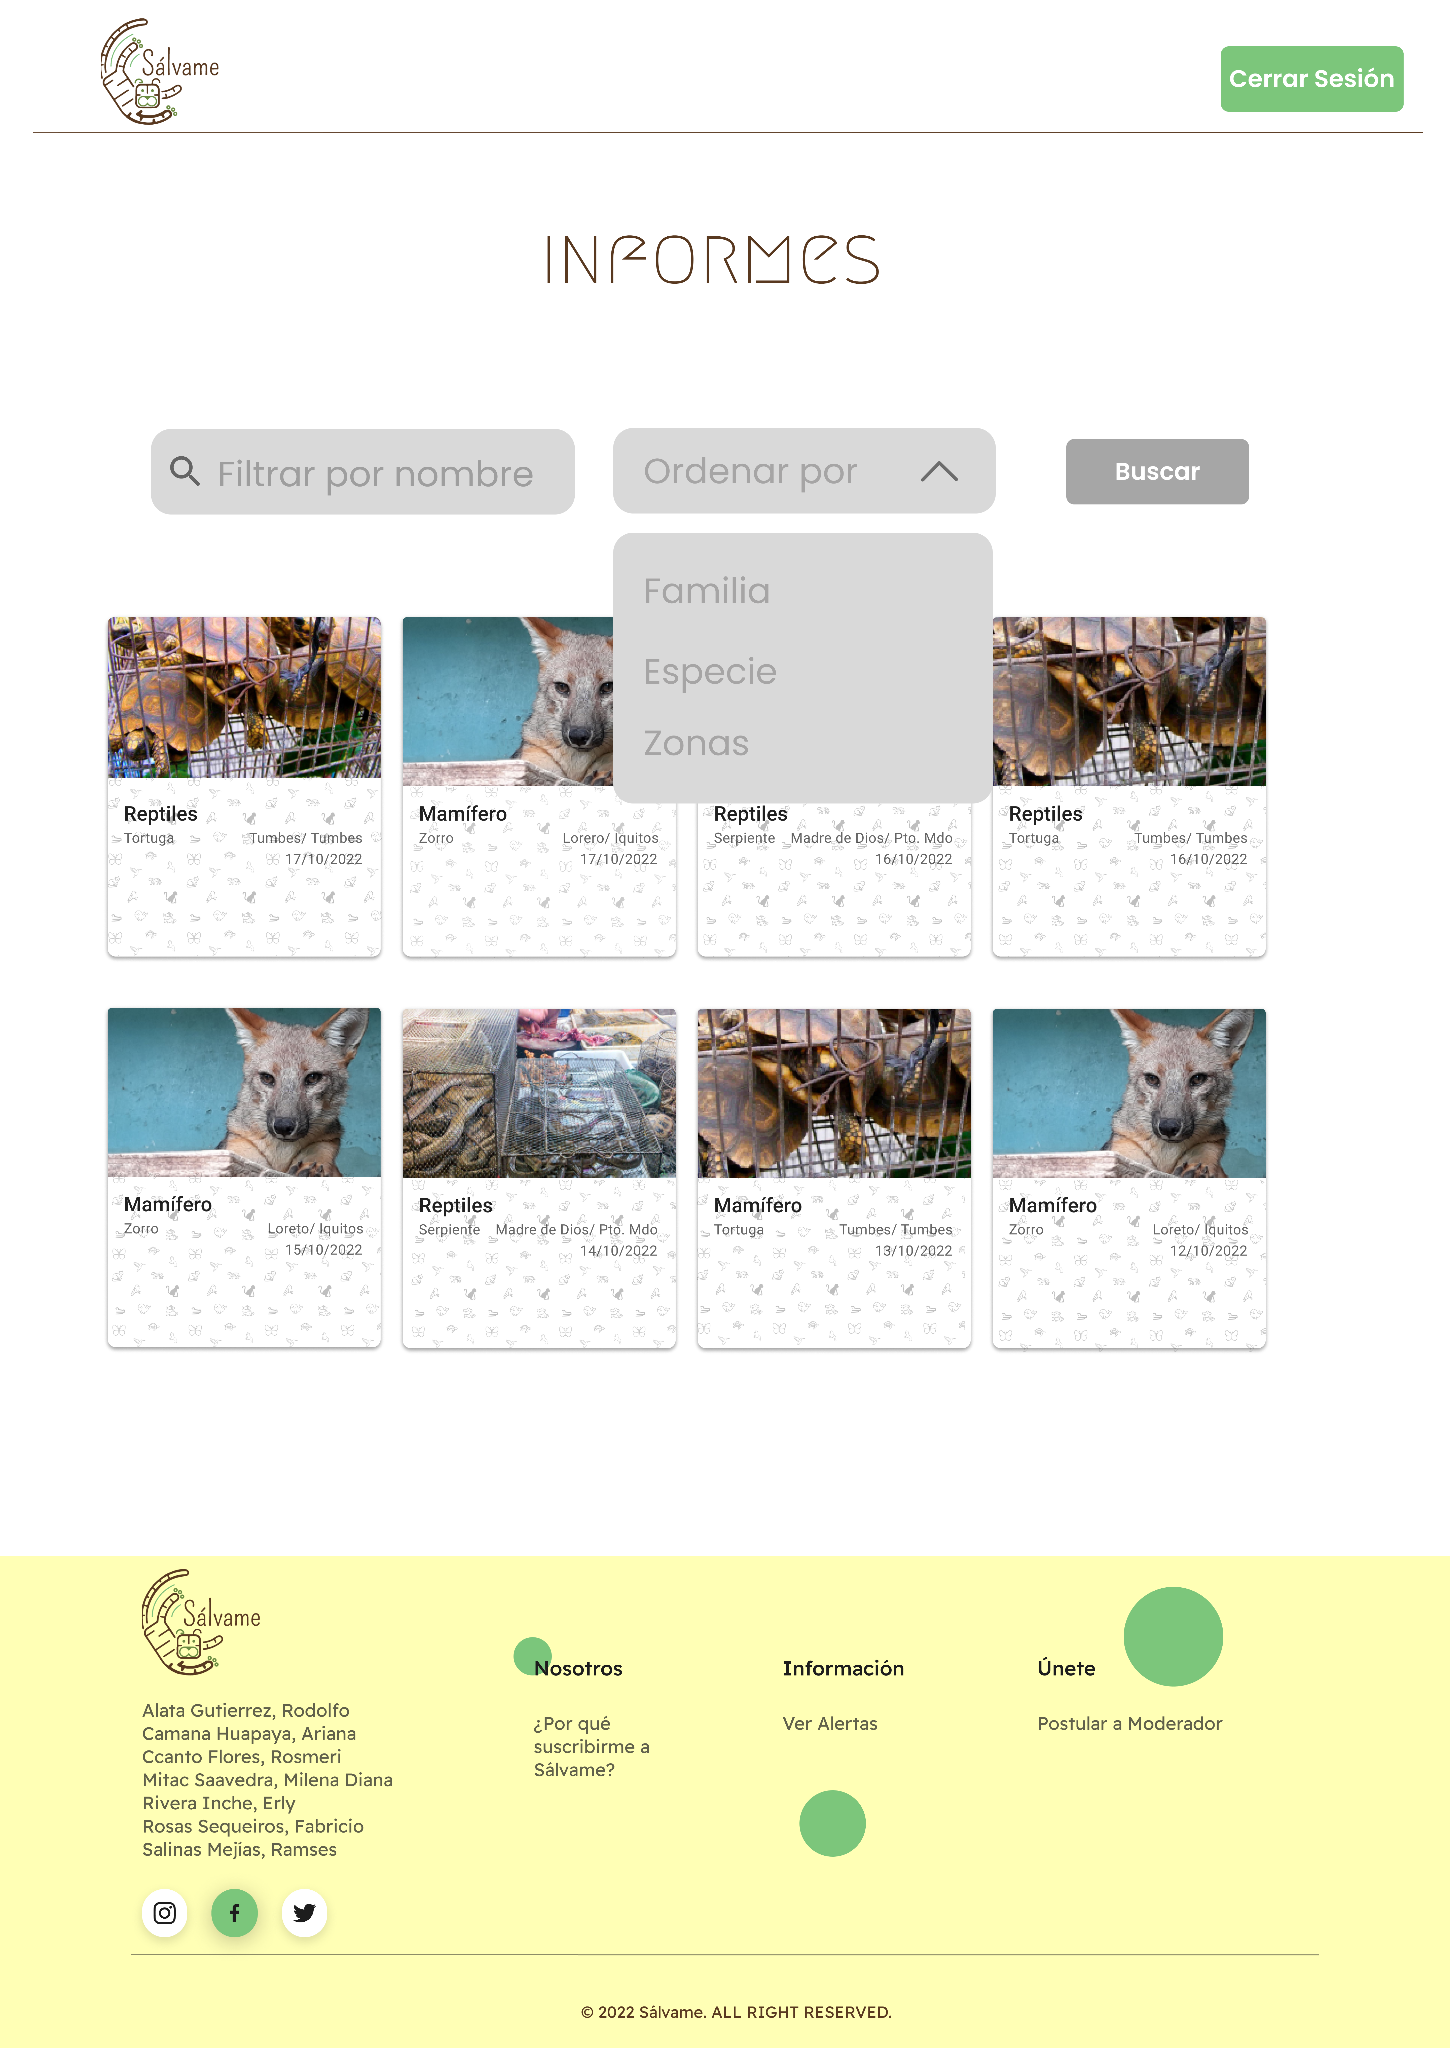 Sálvame
Cerrar Sesión
INFORMES
Filtrar por nombre
Ordenar por
Buscar
Familia
Especie
Zonas
Reptiles
Tortuga
Tumbes/ Tumbes
17/10/2022
Mamífero
Zorro
Lorero/ Iquitos
17/10/2022
Reptiles
Serpiente
Madre de Dios/ Pto. Mdo
16/10/2022
Reptiles
Tortuga
Tumbes/ Tumbes
16/10/2022
Mamífero
Zorro
Loreto/ Iquitos
15/10/2022
Reptiles
Serpiente
Madre de Dios/ Pto. Mdo
14/10/2022
Mamífero
Tortuga
Tumbes/ Tumbes
13/10/2022
Mamífero
Zorro
Loreto/ Iquitos
12/10/2022
Sálvame
Alata Gutierrez, Rodolfo
Camana Huapaya, Ariana
Ccanto Flores, Rosmeri
Mitac Saavedra, Milena Diana
Rivera Inche, Erly
Rosas Sequeiros, Fabricio
Salinas Mejías, Ramses
Nosotros
¿Por qué
suscribirme a
Sálvame?
Información
Ver Alertas
Únete
Postular a Moderador
© 2022 Sálvame. ALL RIGHT RESERVED.